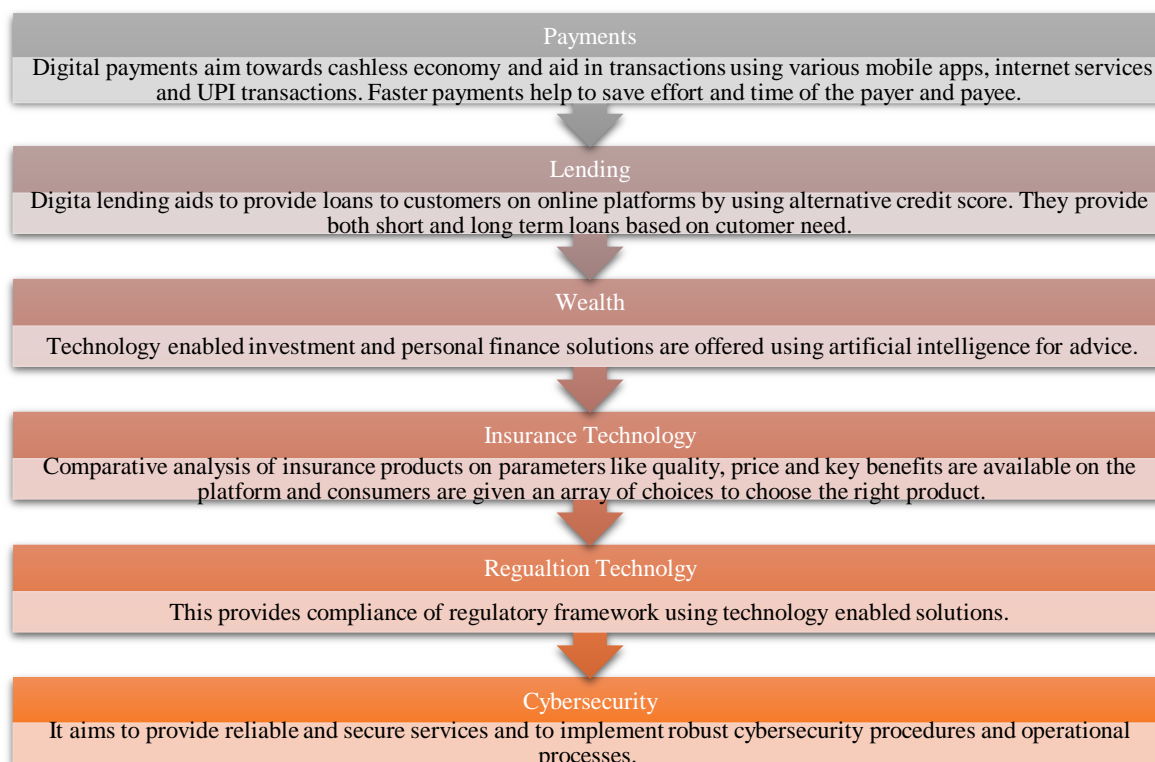 Payments
Digital payments aim towards cashless economy and aid in transactions using various mobile apps, internet services
and UPI transactions. Faster payments help to save effort and time of the payer and payee.
Lending
Digita lending aids to provide loans to customers on online platforms by using alternative credit score. They provide
both short and long term loans based on cutomer need.
Wealth
Technology enabled investment and personal finance solutions are offered using artificial intelligence for advice.
Insurance Technology
Comparative analysis of insurance products on parameters like quality, price and key benefits are available on the
platform and consumers are given an array of choices to choose the right product.
Regualtion Technolgy
This provides compliance of regulatory framework using technology enabled solutions.
Cybersecurity
It aims to provide reliable and secure services and to implement robust cybersecurity procedures and operational
processes.